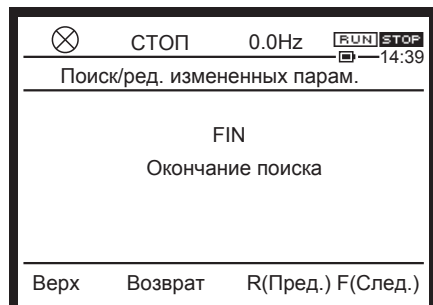 СТОП 0.0Hz RUN STOP
14:39
Поиск/ред. измененных парам.
FIN
Окончание поиска
Верх Возврат R(Пред.) F(След.)